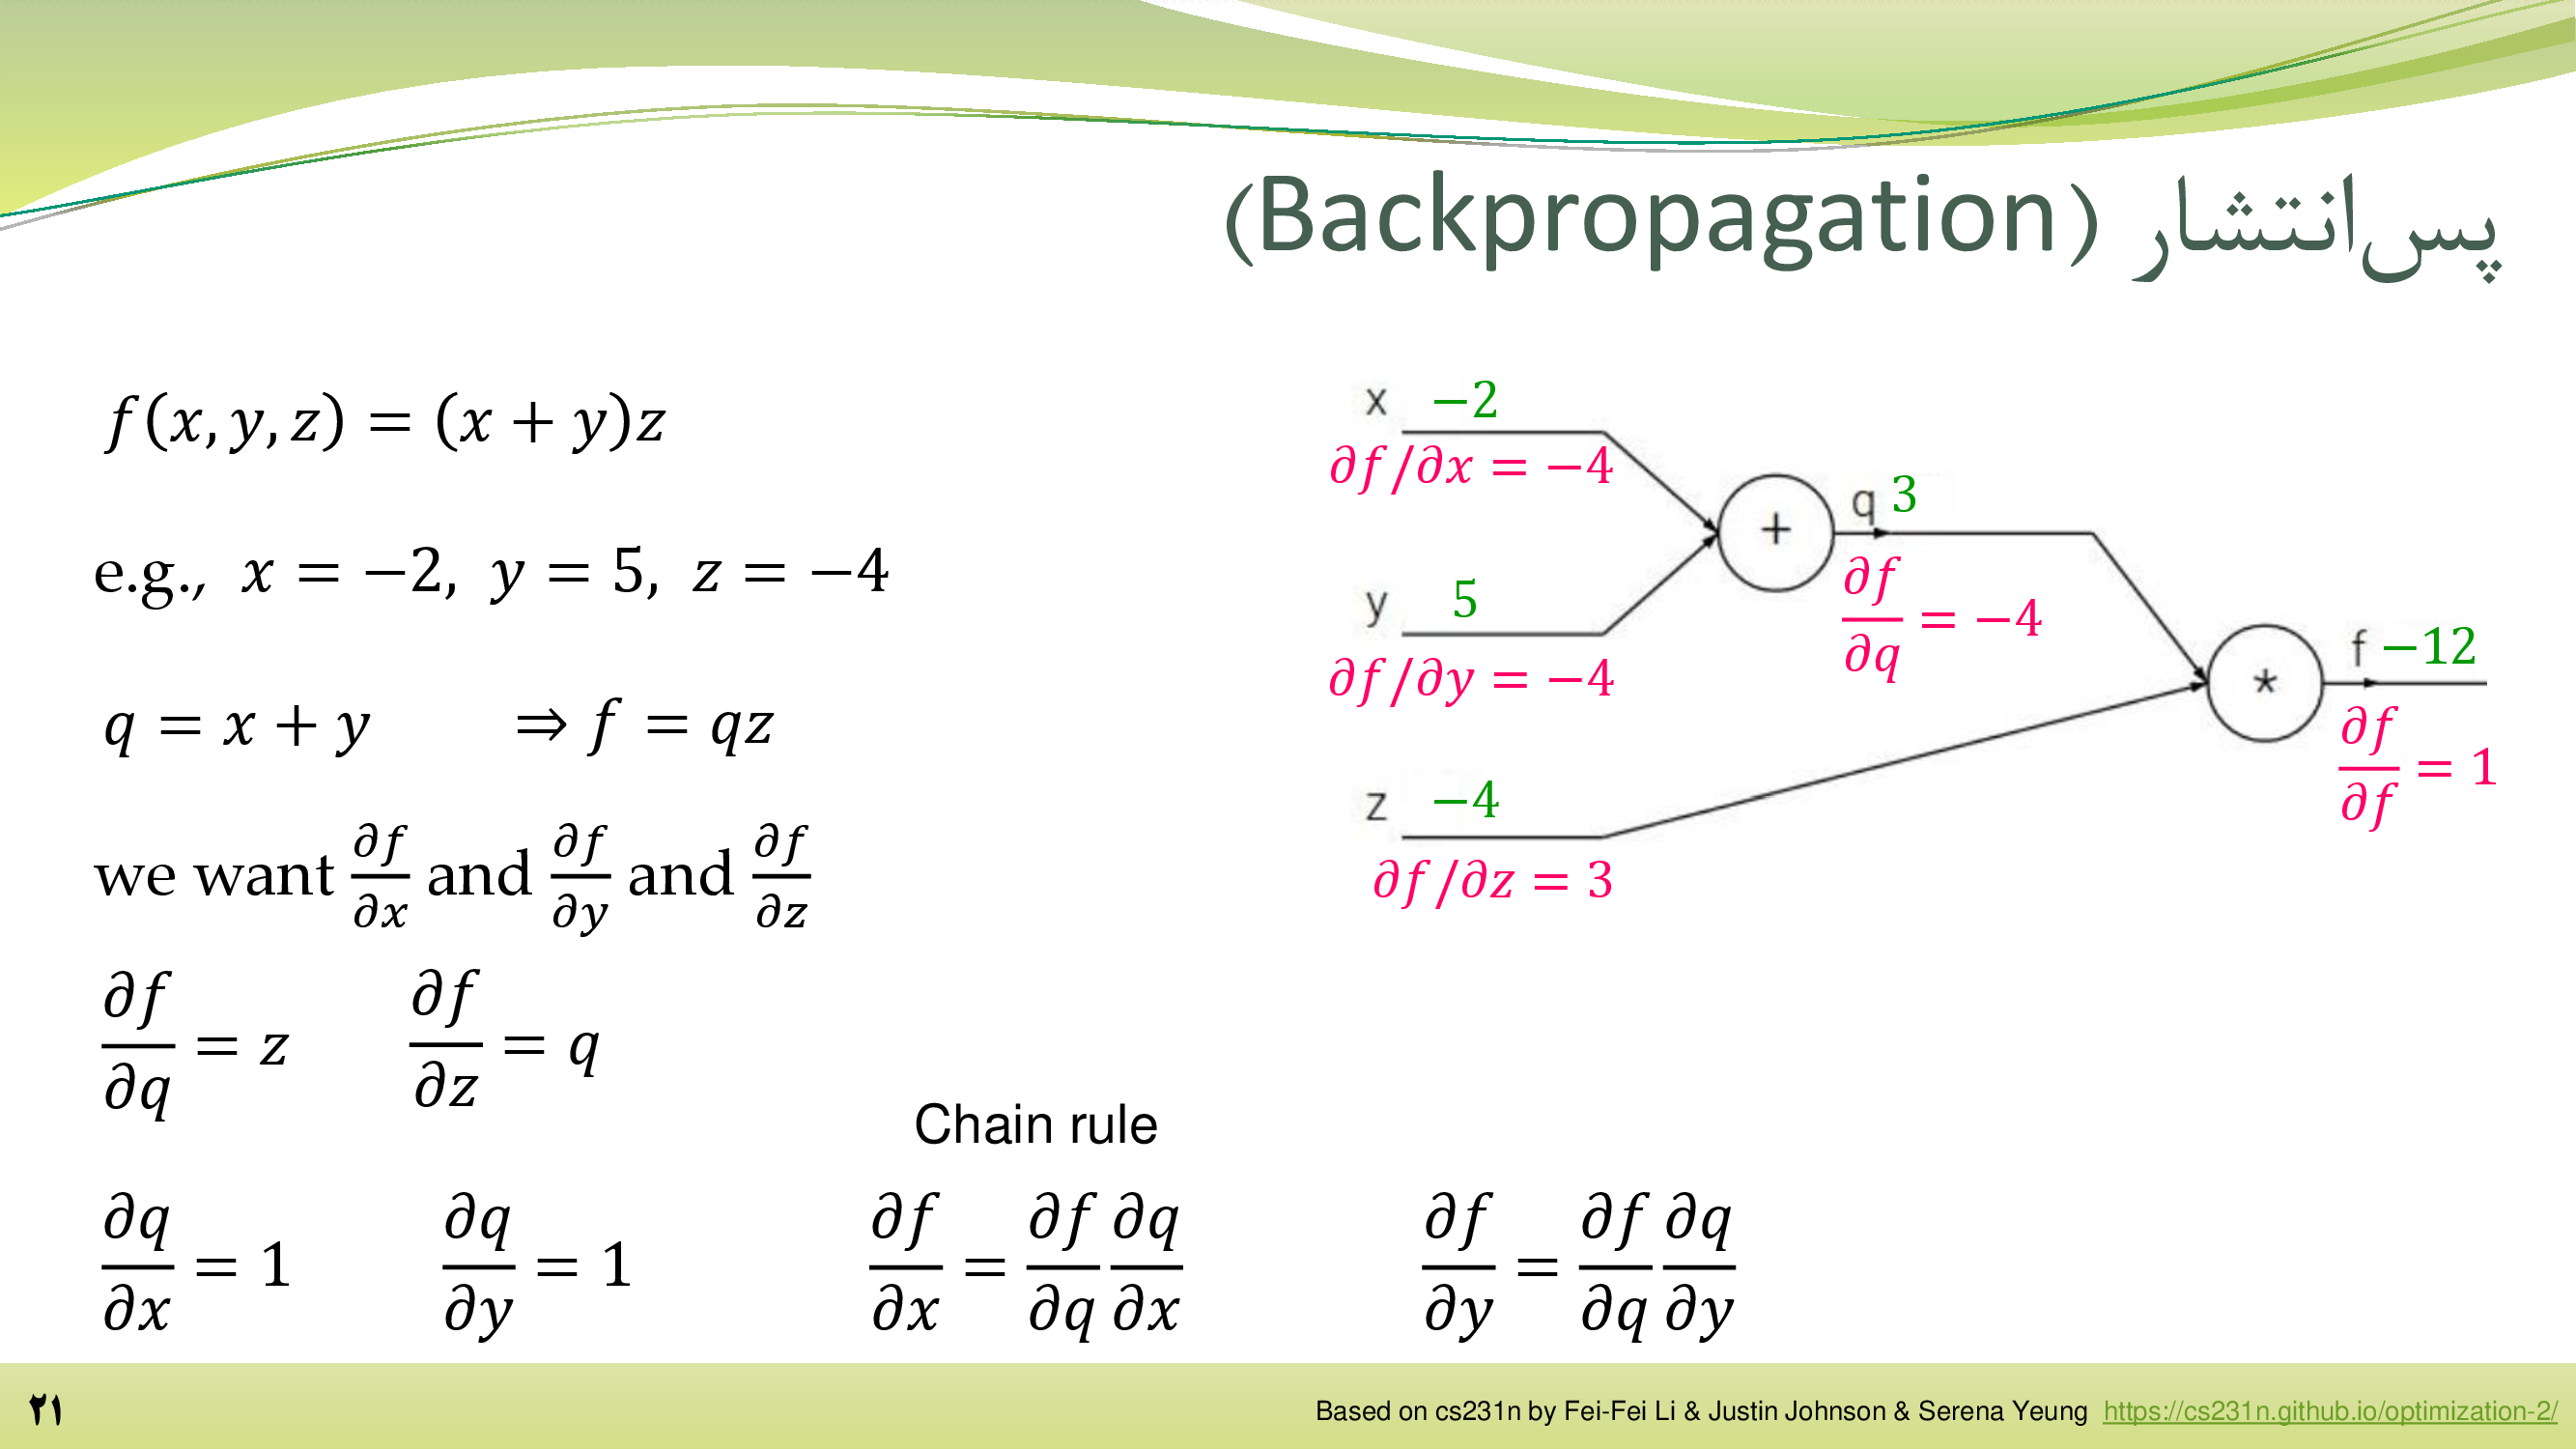 پس‌انتشار (Backpropagation)
f(x, y, z) = (x + y)z
e.g., x = −2, y = 5, z = −4
q = x + y ⇒ f = qz
we want ∂f/∂x and ∂f/∂y and ∂f/∂z
∂f/∂q = z ∂f/∂z = q
Chain rule
∂q/∂x = 1 ∂q/∂y = 1 ∂f/∂x = ∂f/∂q ∂q/∂x ∂f/∂y = ∂f/∂q ∂q/∂y
x −2
∂f/∂x = −4
+
q 3
∂f/∂q = −4
y 5
∂f/∂y = −4
*
f −12
∂f/∂f = 1
z −4
∂f/∂z = 3
۲۱
Based on cs231n by Fei-Fei Li & Justin Johnson & Serena Yeung https://cs231n.github.io/optimization-2/